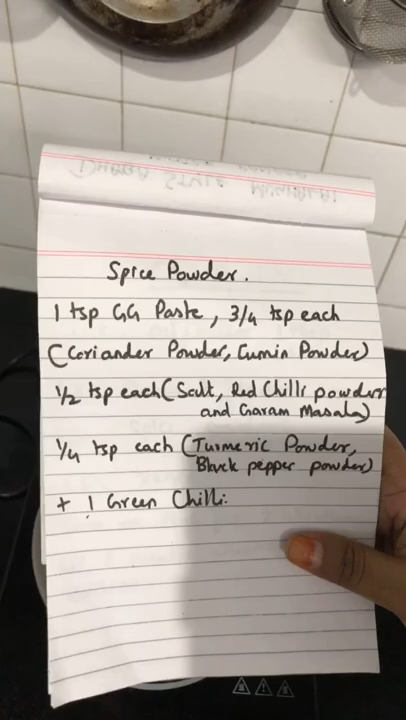 Spice Powder.
1 tsp GG Paste, 3/4 tsp each
(Coriander Powder, Cumin Powder)
1/2 tsp each (Salt, Red Chilli powder
and Garam Masala)
1/4 tsp each (Turmeric Powder,
Black pepper powder)
+ 1 Green Chilli